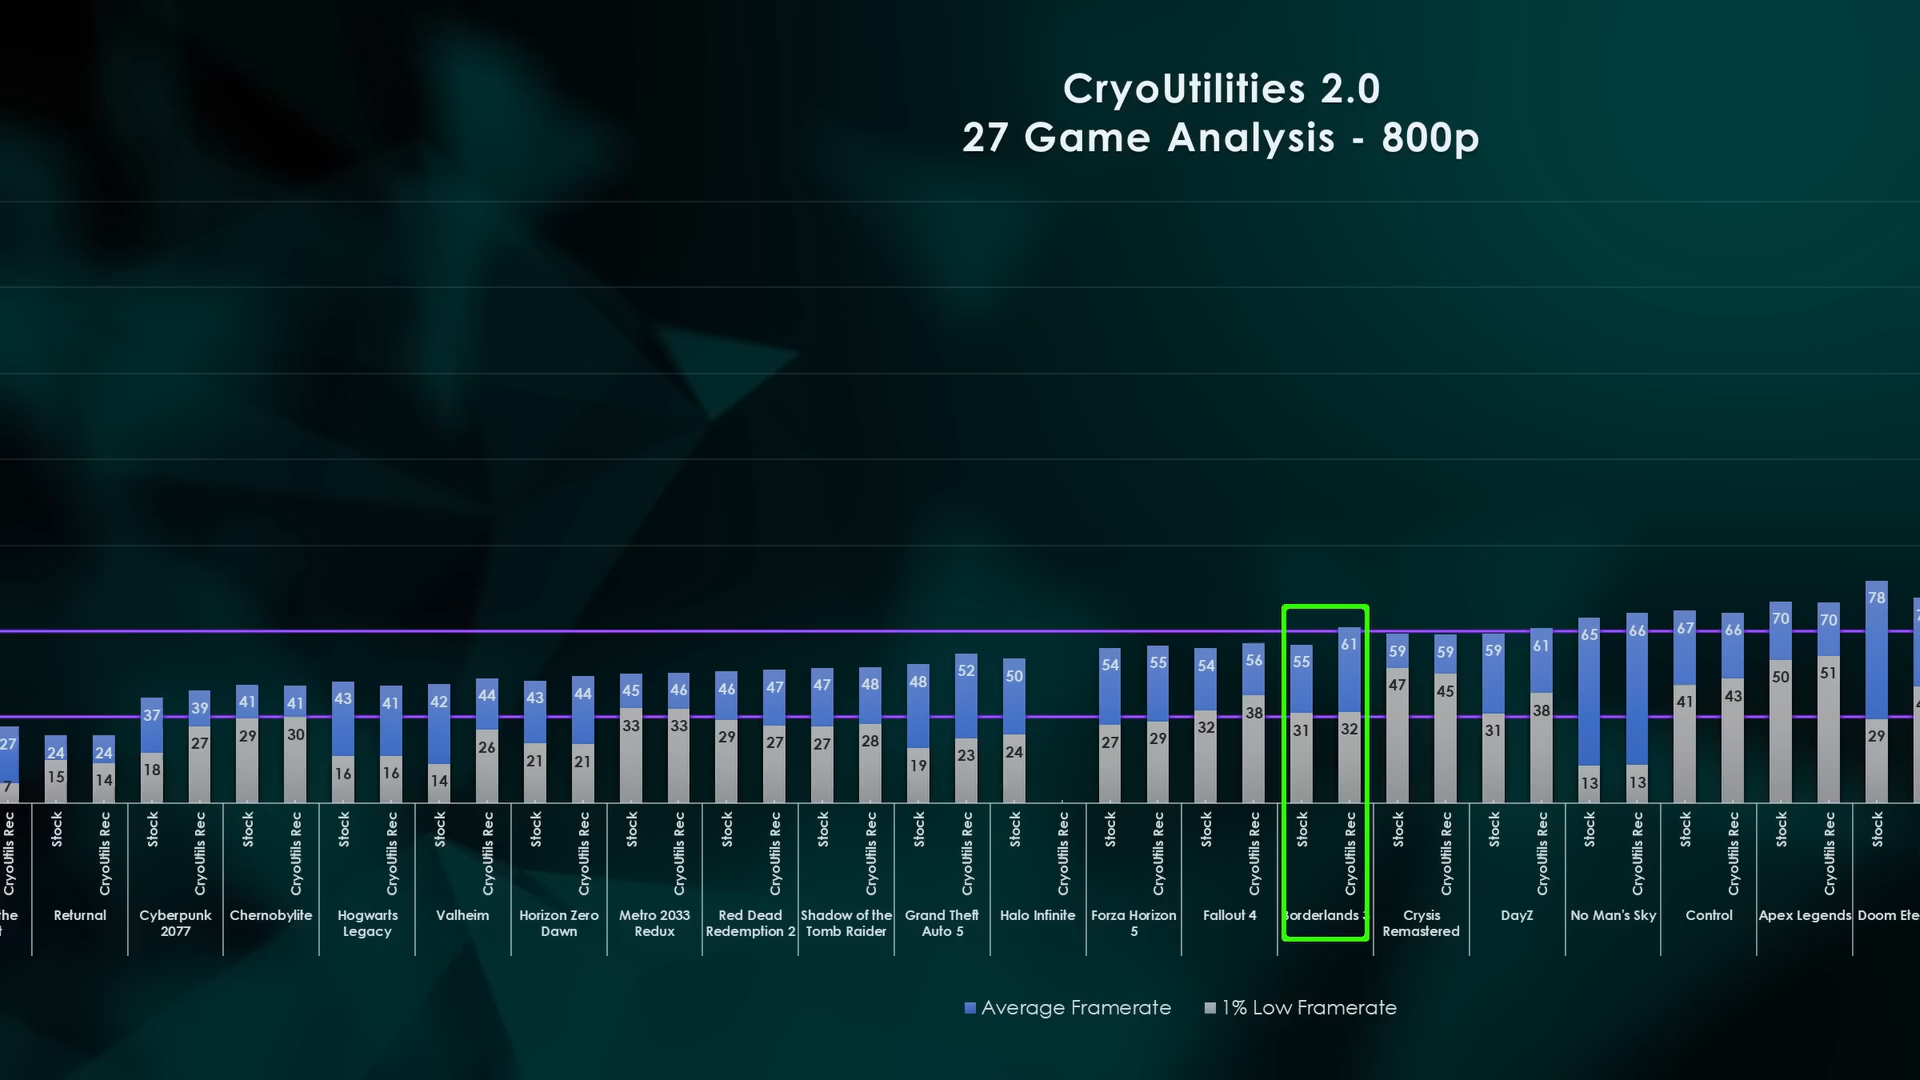 CryoUtilities 2.0
27 Game Analysis - 800p
27 24 24 37 39 41 41 43 41 42 44 43 44 45 46 46 47 47 48 48 52 50 54 55 54 56 55 61 59 59 59 61 65 66 67 66 70 70 78
7 15 14 18 27 29 30 16 16 14 26 21 21 33 33 29 27 27 28 19 23 24 27 29 32 38 31 32 47 45 31 38 13 13 41 43 50 51 29
CryoUtils Rec Stock CryoUtils Rec Stock CryoUtils Rec Stock CryoUtils Rec Stock CryoUtils Rec Stock CryoUtils Rec Stock CryoUtils Rec Stock CryoUtils Rec Stock CryoUtils Rec Stock CryoUtils Rec Stock CryoUtils Rec Stock CryoUtils Rec Stock CryoUtils Rec Stock CryoUtils Rec Stock CryoUtils Rec Stock CryoUtils Rec Stock CryoUtils Rec Stock CryoUtils Rec Stock CryoUtils Rec Stock CryoUtils Rec Stock
Returnal
Cyberpunk
2077
Chernobylite
Hogwarts
Legacy
Valheim
Horizon Zero
Dawn
Metro 2033
Redux
Red Dead
Redemption 2
Shadow of the
Tomb Raider
Grand Theft
Auto 5
Halo Infinite
Forza Horizon
5
Fallout 4
Borderlands 3
Crysis
Remastered
DayZ
No Man's Sky
Control
Apex Legends
Doom Ete
Average Framerate
1% Low Framerate